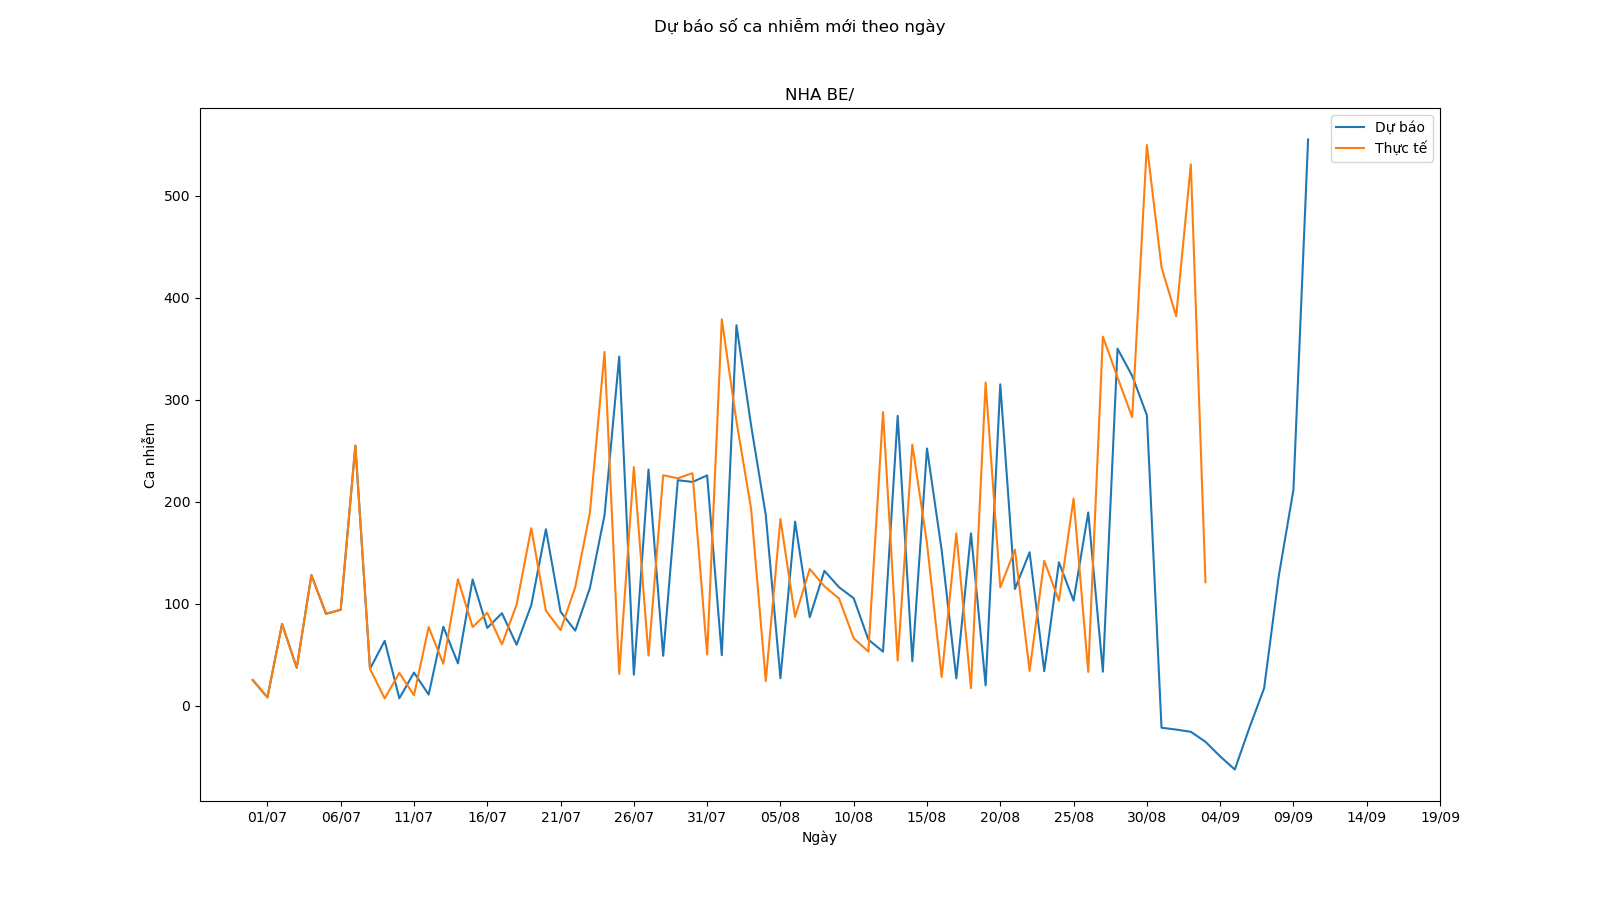 Dự báo số ca nhiễm mới theo ngày
NHA BE/
Dự báo
Thực tế
500
400
300
200
100
0
Ca nhiễm
01/07 06/07 11/07 16/07 21/07 26/07 31/07 05/08 10/08 15/08 20/08 25/08 30/08 04/09 09/09 14/09 19/09
Ngày